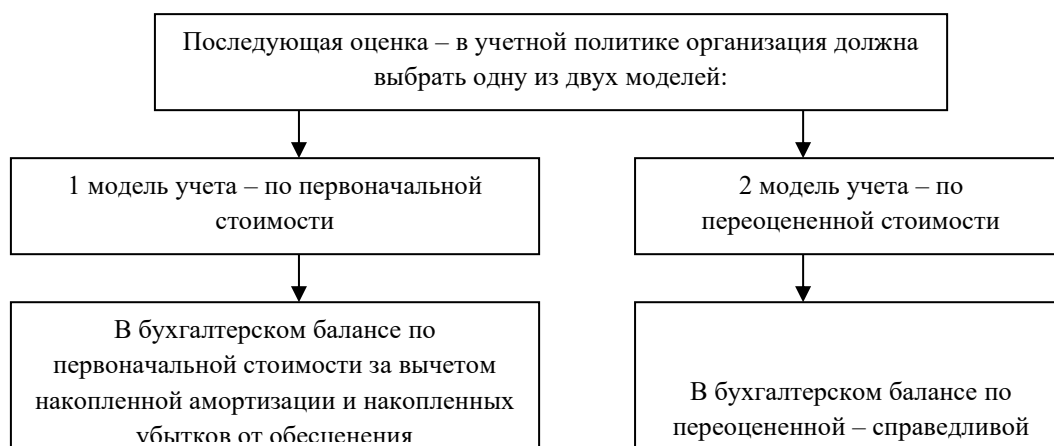 Последующая оценка – в учетной политике организация должна
выбрать одну из двух моделей:
1 модель учета – по первоначальной
стоимости
2 модель учета – по
переоцененной стоимости
В бухгалтерском балансе по
первоначальной стоимости за вычетом
накопленной амортизации и накопленных
убытков от обесценения
В бухгалтерском балансе по
переоцененной – справедливой